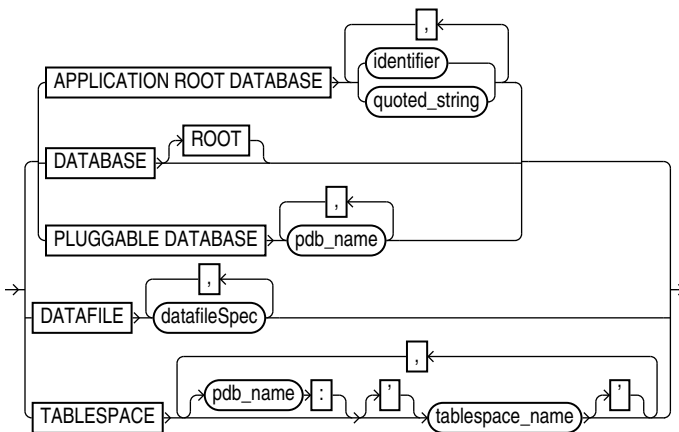 ,
APPLICATION ROOT DATABASE identifier
quoted_string
ROOT
DATABASE
,
PLUGGABLE DATABASE pdb_name
,
DATAFILE datafileSpec
,
pdb_name : ’ ’
TABLESPACE tablespace_name